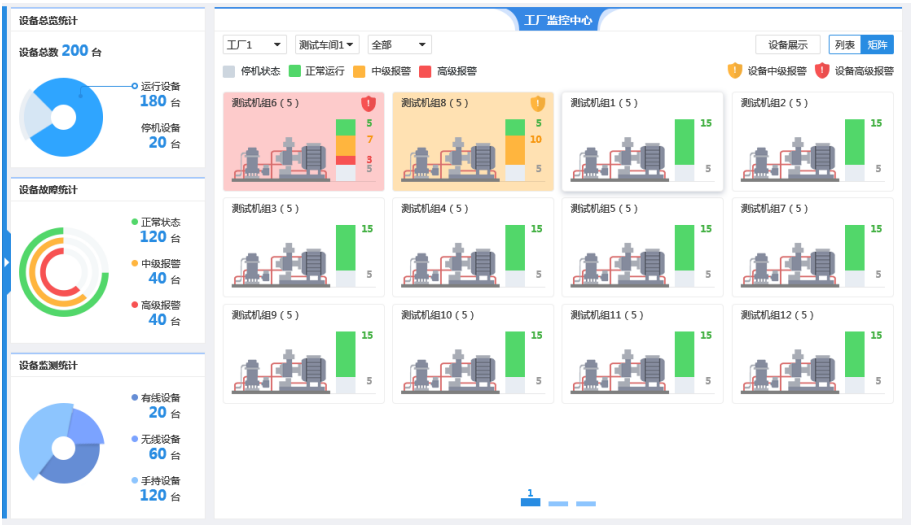 设备总览统计
设备总数 200 台
运行设备
180 台
停机设备
20 台
设备故障统计
正常状态
120 台
中级报警
40 台
高级报警
40 台
设备监测统计
有线设备
20 台
无线设备
60 台
手持设备
120 台
工厂监控中心
工厂1 测试车间1 全部 设备展示 列表 矩阵
停机状态 正常运行 中级报警 高级报警 设备中级报警 设备高级报警
测试机组6 ( 5 )
5
7
3
5
测试机组8 ( 5 )
5
10
5
测试机组1 ( 5 )
15
5
测试机组2 ( 5 )
15
5
测试机组3 ( 5 )
15
5
测试机组4 ( 5 )
15
5
测试机组5 ( 5 )
15
5
测试机组7 ( 5 )
15
5
测试机组9 ( 5 )
15
5
测试机组10 ( 5 )
15
5
测试机组11 ( 5 )
15
5
测试机组12 ( 5 )
15
5
1